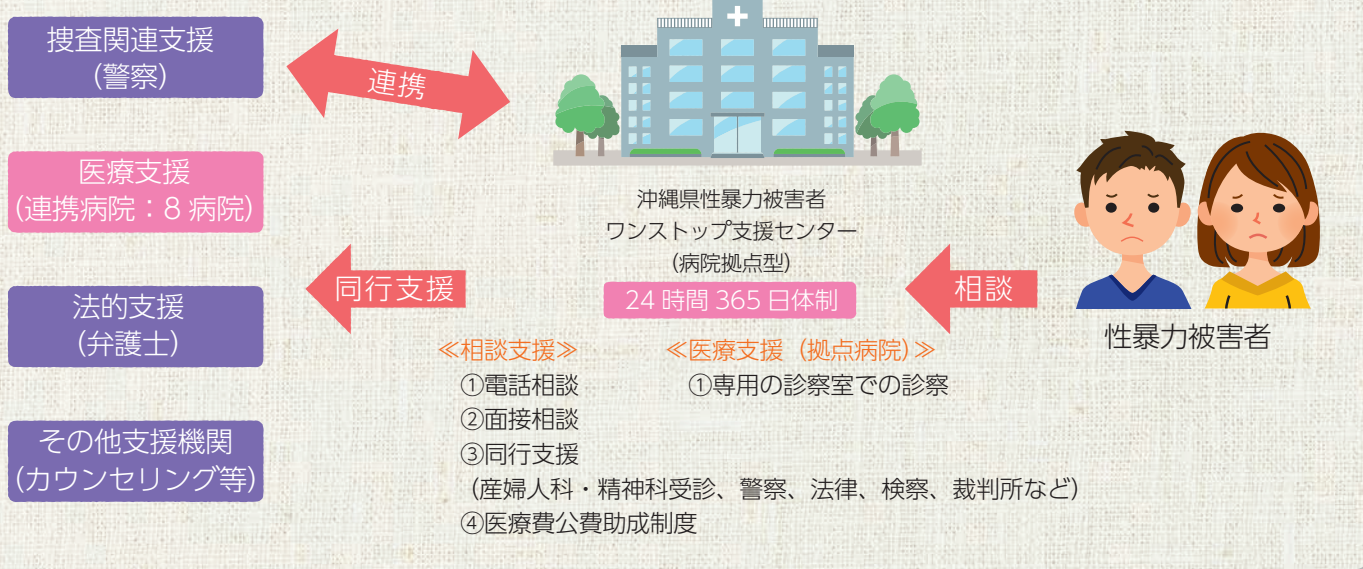 捜査関連支援
(警察)
連携
医療支援
(連携病院：8 病院)
沖縄県性暴力被害者
ワンストップ支援センター
(病院拠点型)
24 時間 365 日体制
同行支援
相談
法的支援
(弁護士)
性暴力被害者
≪相談支援≫
①電話相談
②面接相談
③同行支援
(産婦人科・精神科受診、警察、法律、検察、裁判所など)
④医療費公費助成制度
≪医療支援（拠点病院）≫
①専用の診察室での診察
その他支援機関
(カウンセリング等)